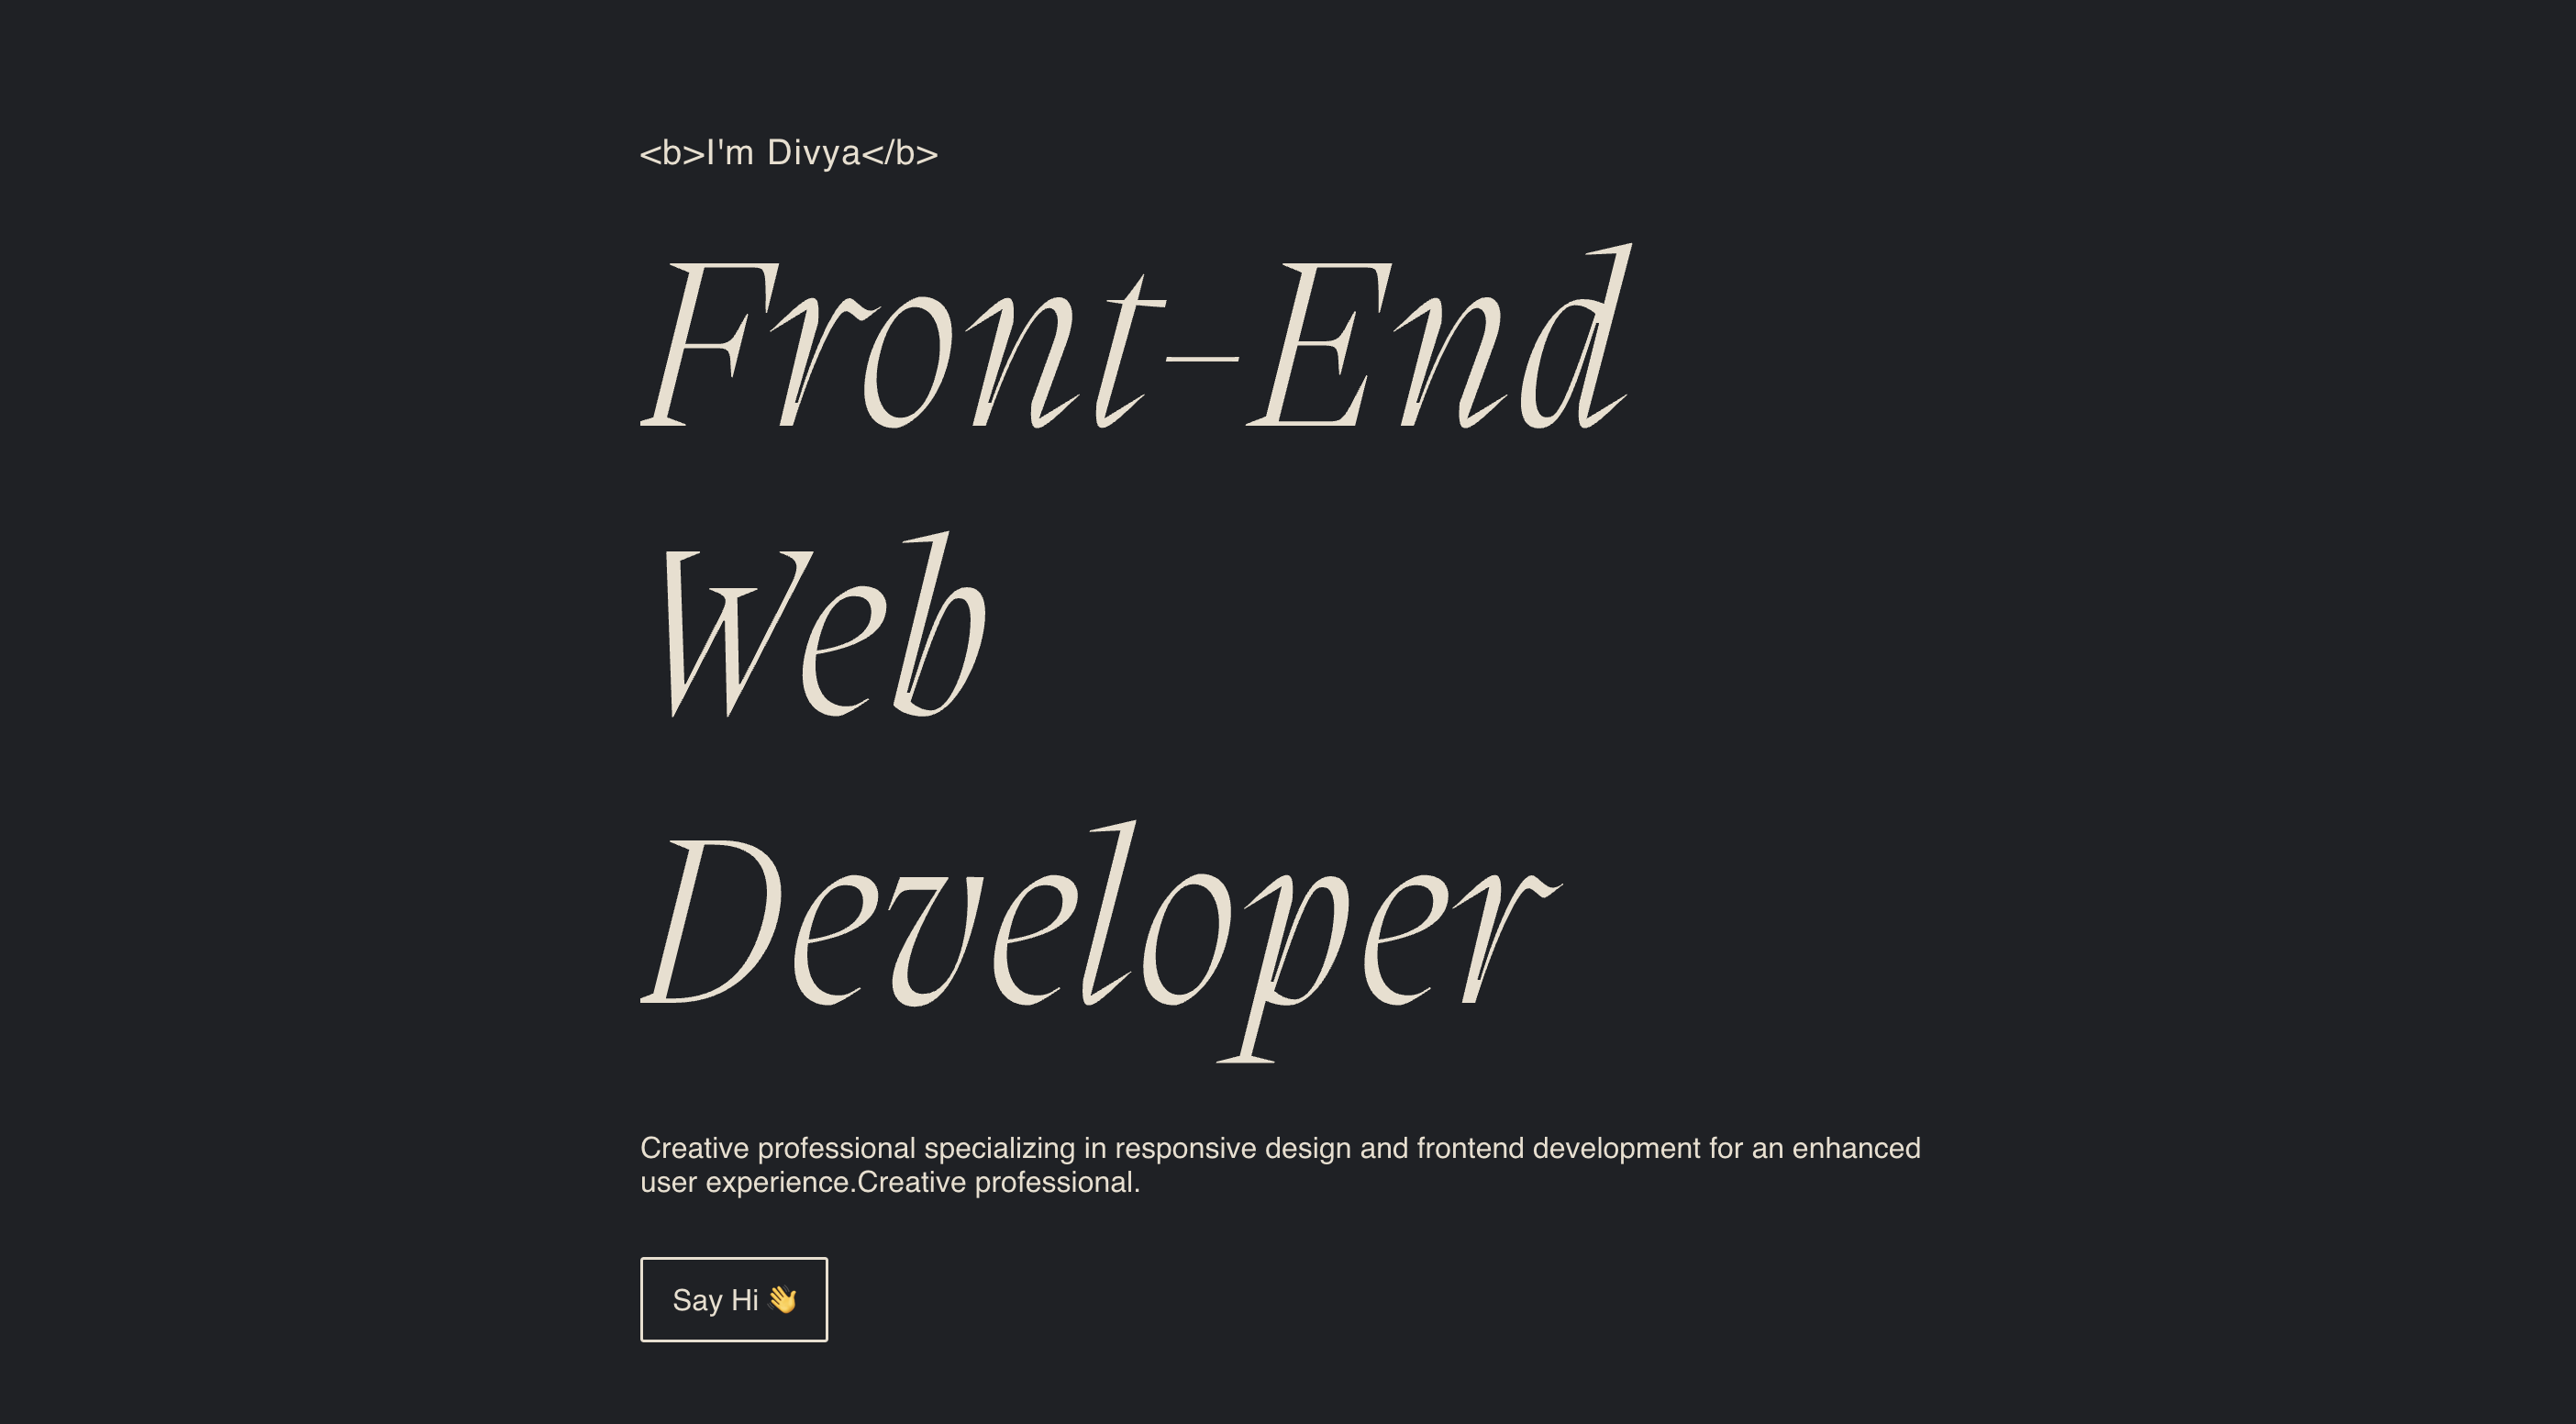 <b>I'm Divya</b>
Front-End
Web
Developer
Creative professional specializing in responsive design and frontend development for an enhanced
user experience.Creative professional.
Say Hi 👋